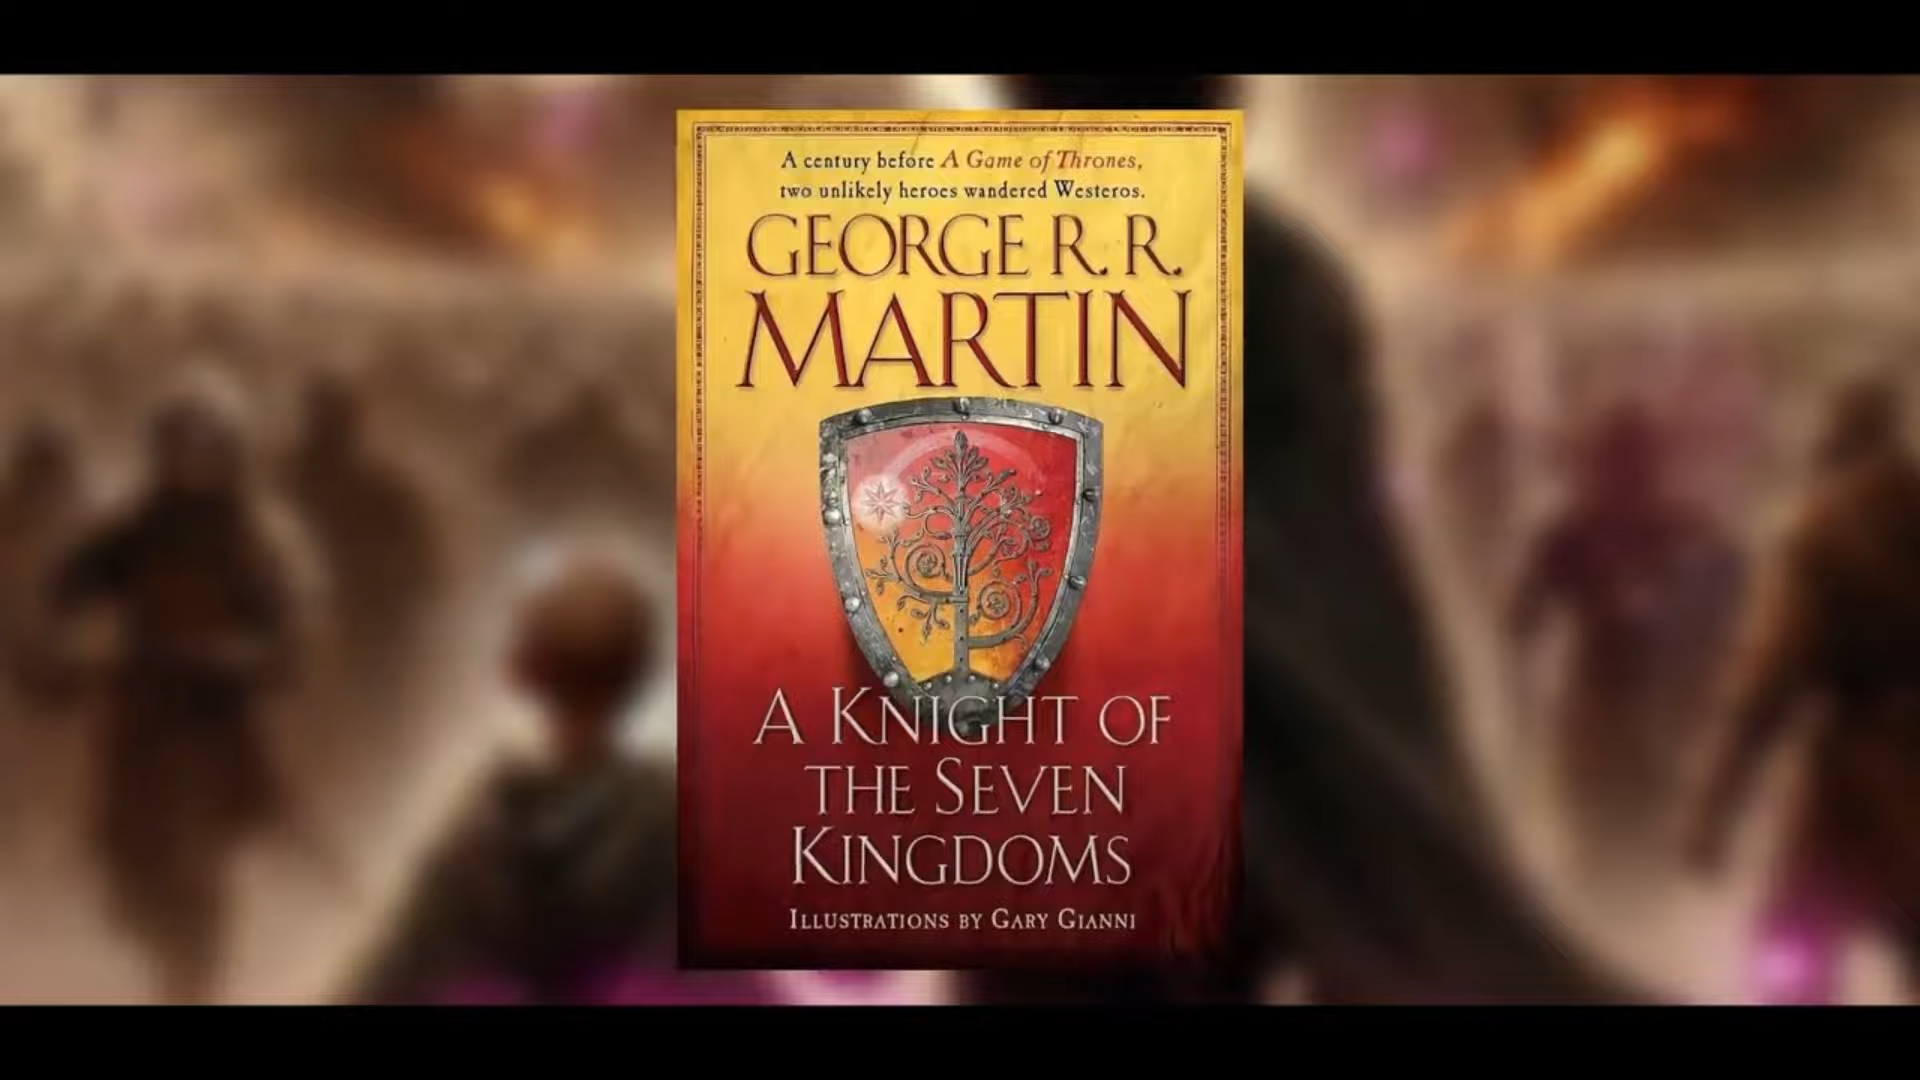 A century before A Game of Thrones,
two unlikely heroes wandered Westeros.
GEORGE R. R.
MARTIN
A KNIGHT OF
THE SEVEN
KINGDOMS
ILLUSTRATIONS BY GARY GIANNI